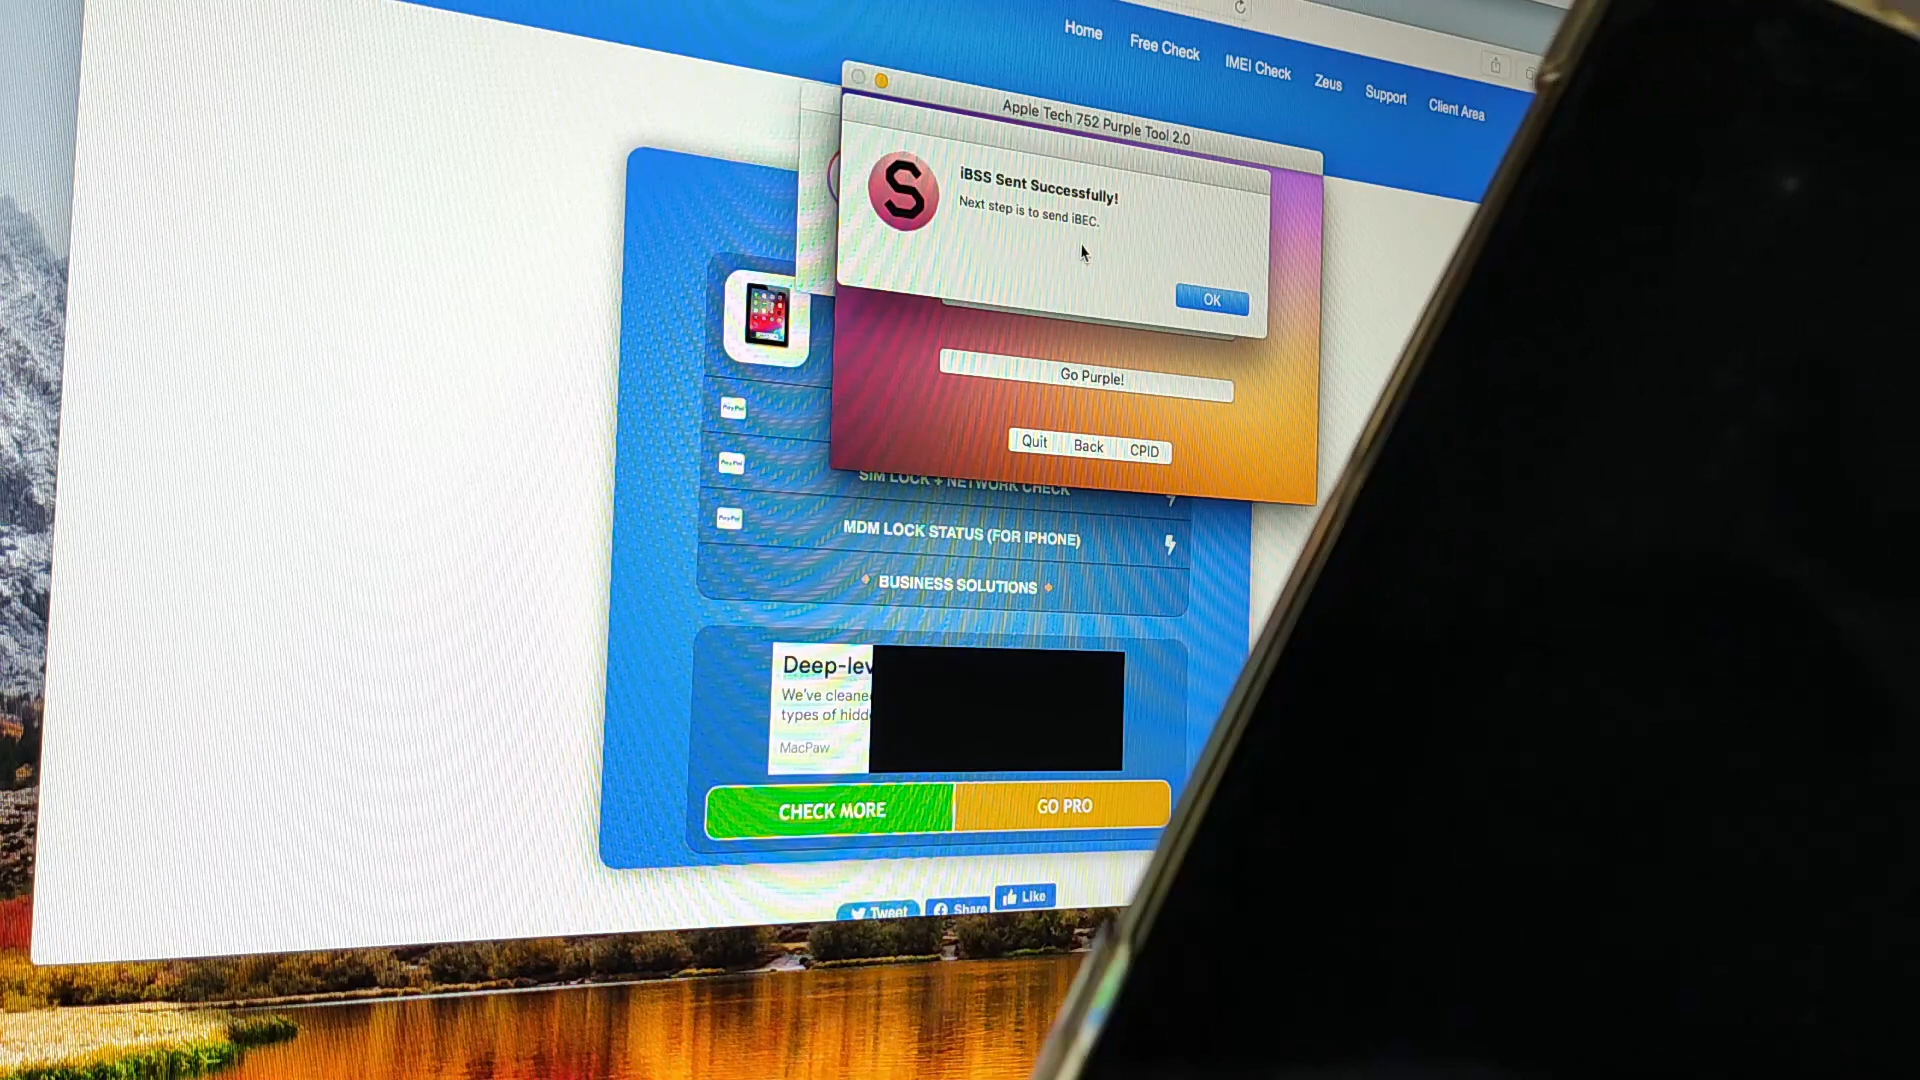 Home
Free Check
IMEI Check
Zeus
Support
Client Area
Apple Tech 752 Purple Tool 2.0
S
iBSS Sent Successfully!
Next step is to send iBEC.
OK
Go Purple!
Quit
Back
CPID
PayPal
PayPal
PayPal
SIM LOCK + NETWORK CHECK
MDM LOCK STATUS (FOR IPHONE)
BUSINESS SOLUTIONS
Deep-lev
We've cleane
types of hidd
MacPaw
CHECK MORE
GO PRO
Tweet
Share
Like